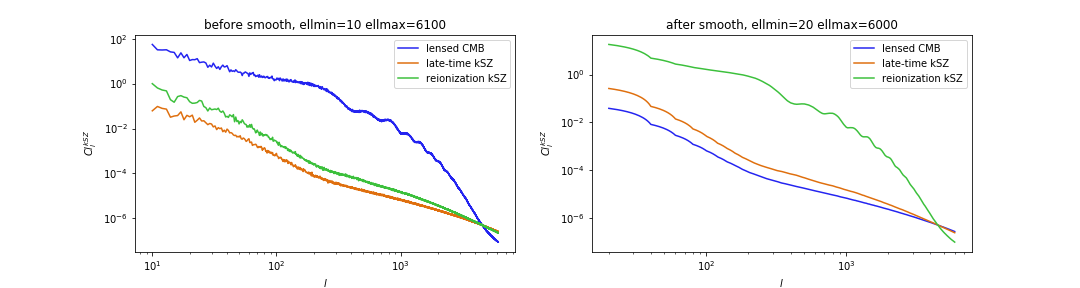 before smooth, ellmin=10 ellmax=6100
10^2
10^0
10^-2
10^-4
10^-6
Cl_l^{kSZ}
lensed CMB
late-time kSZ
reionization kSZ
10^1
10^2
10^3
l
after smooth, ellmin=20 ellmax=6000
10^0
10^-2
10^-4
10^-6
Cl_l^{kSZ}
lensed CMB
late-time kSZ
reionization kSZ
10^2
10^3
l